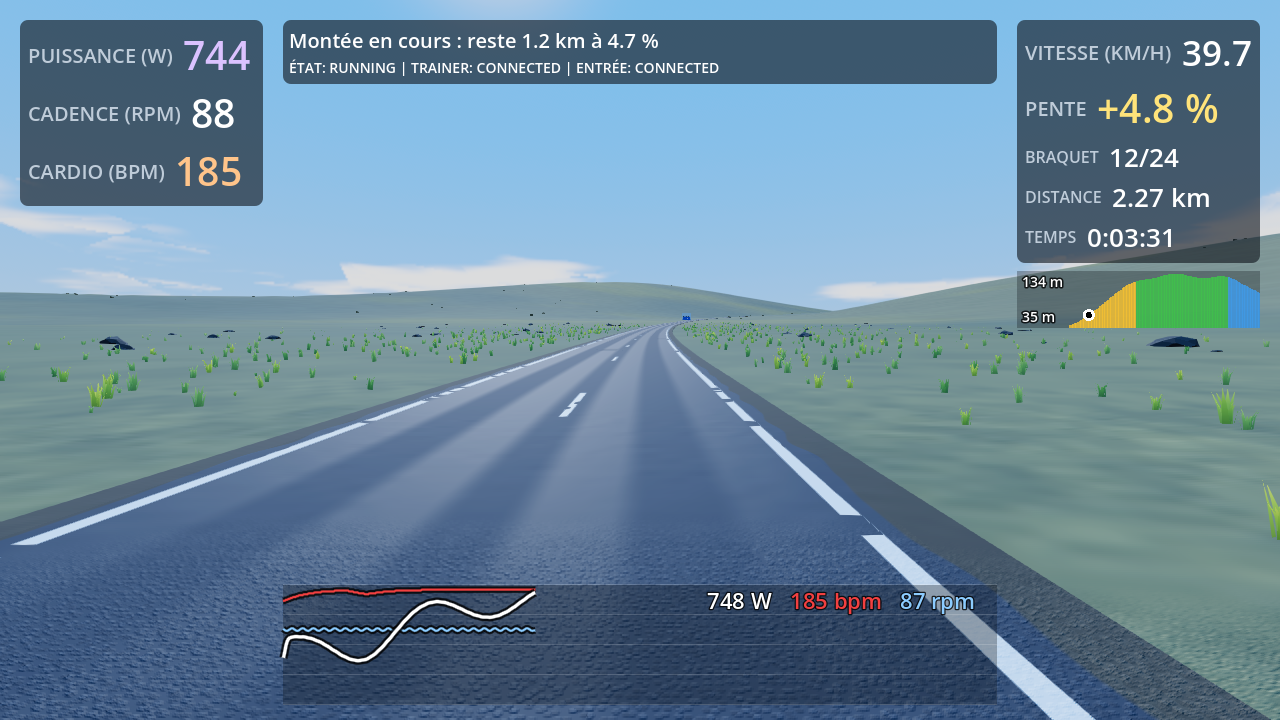 PUISSANCE (W) 744
CADENCE (RPM) 88
CARDIO (BPM) 185
Montée en cours : reste 1.2 km à 4.7 %
ÉTAT: RUNNING | TRAINER: CONNECTED | ENTRÉE: CONNECTED
VITESSE (KM/H) 39.7
PENTE +4.8 %
BRAQUET 12/24
DISTANCE 2.27 km
TEMPS 0:03:31
134 m
35 m
748 W 185 bpm 87 rpm